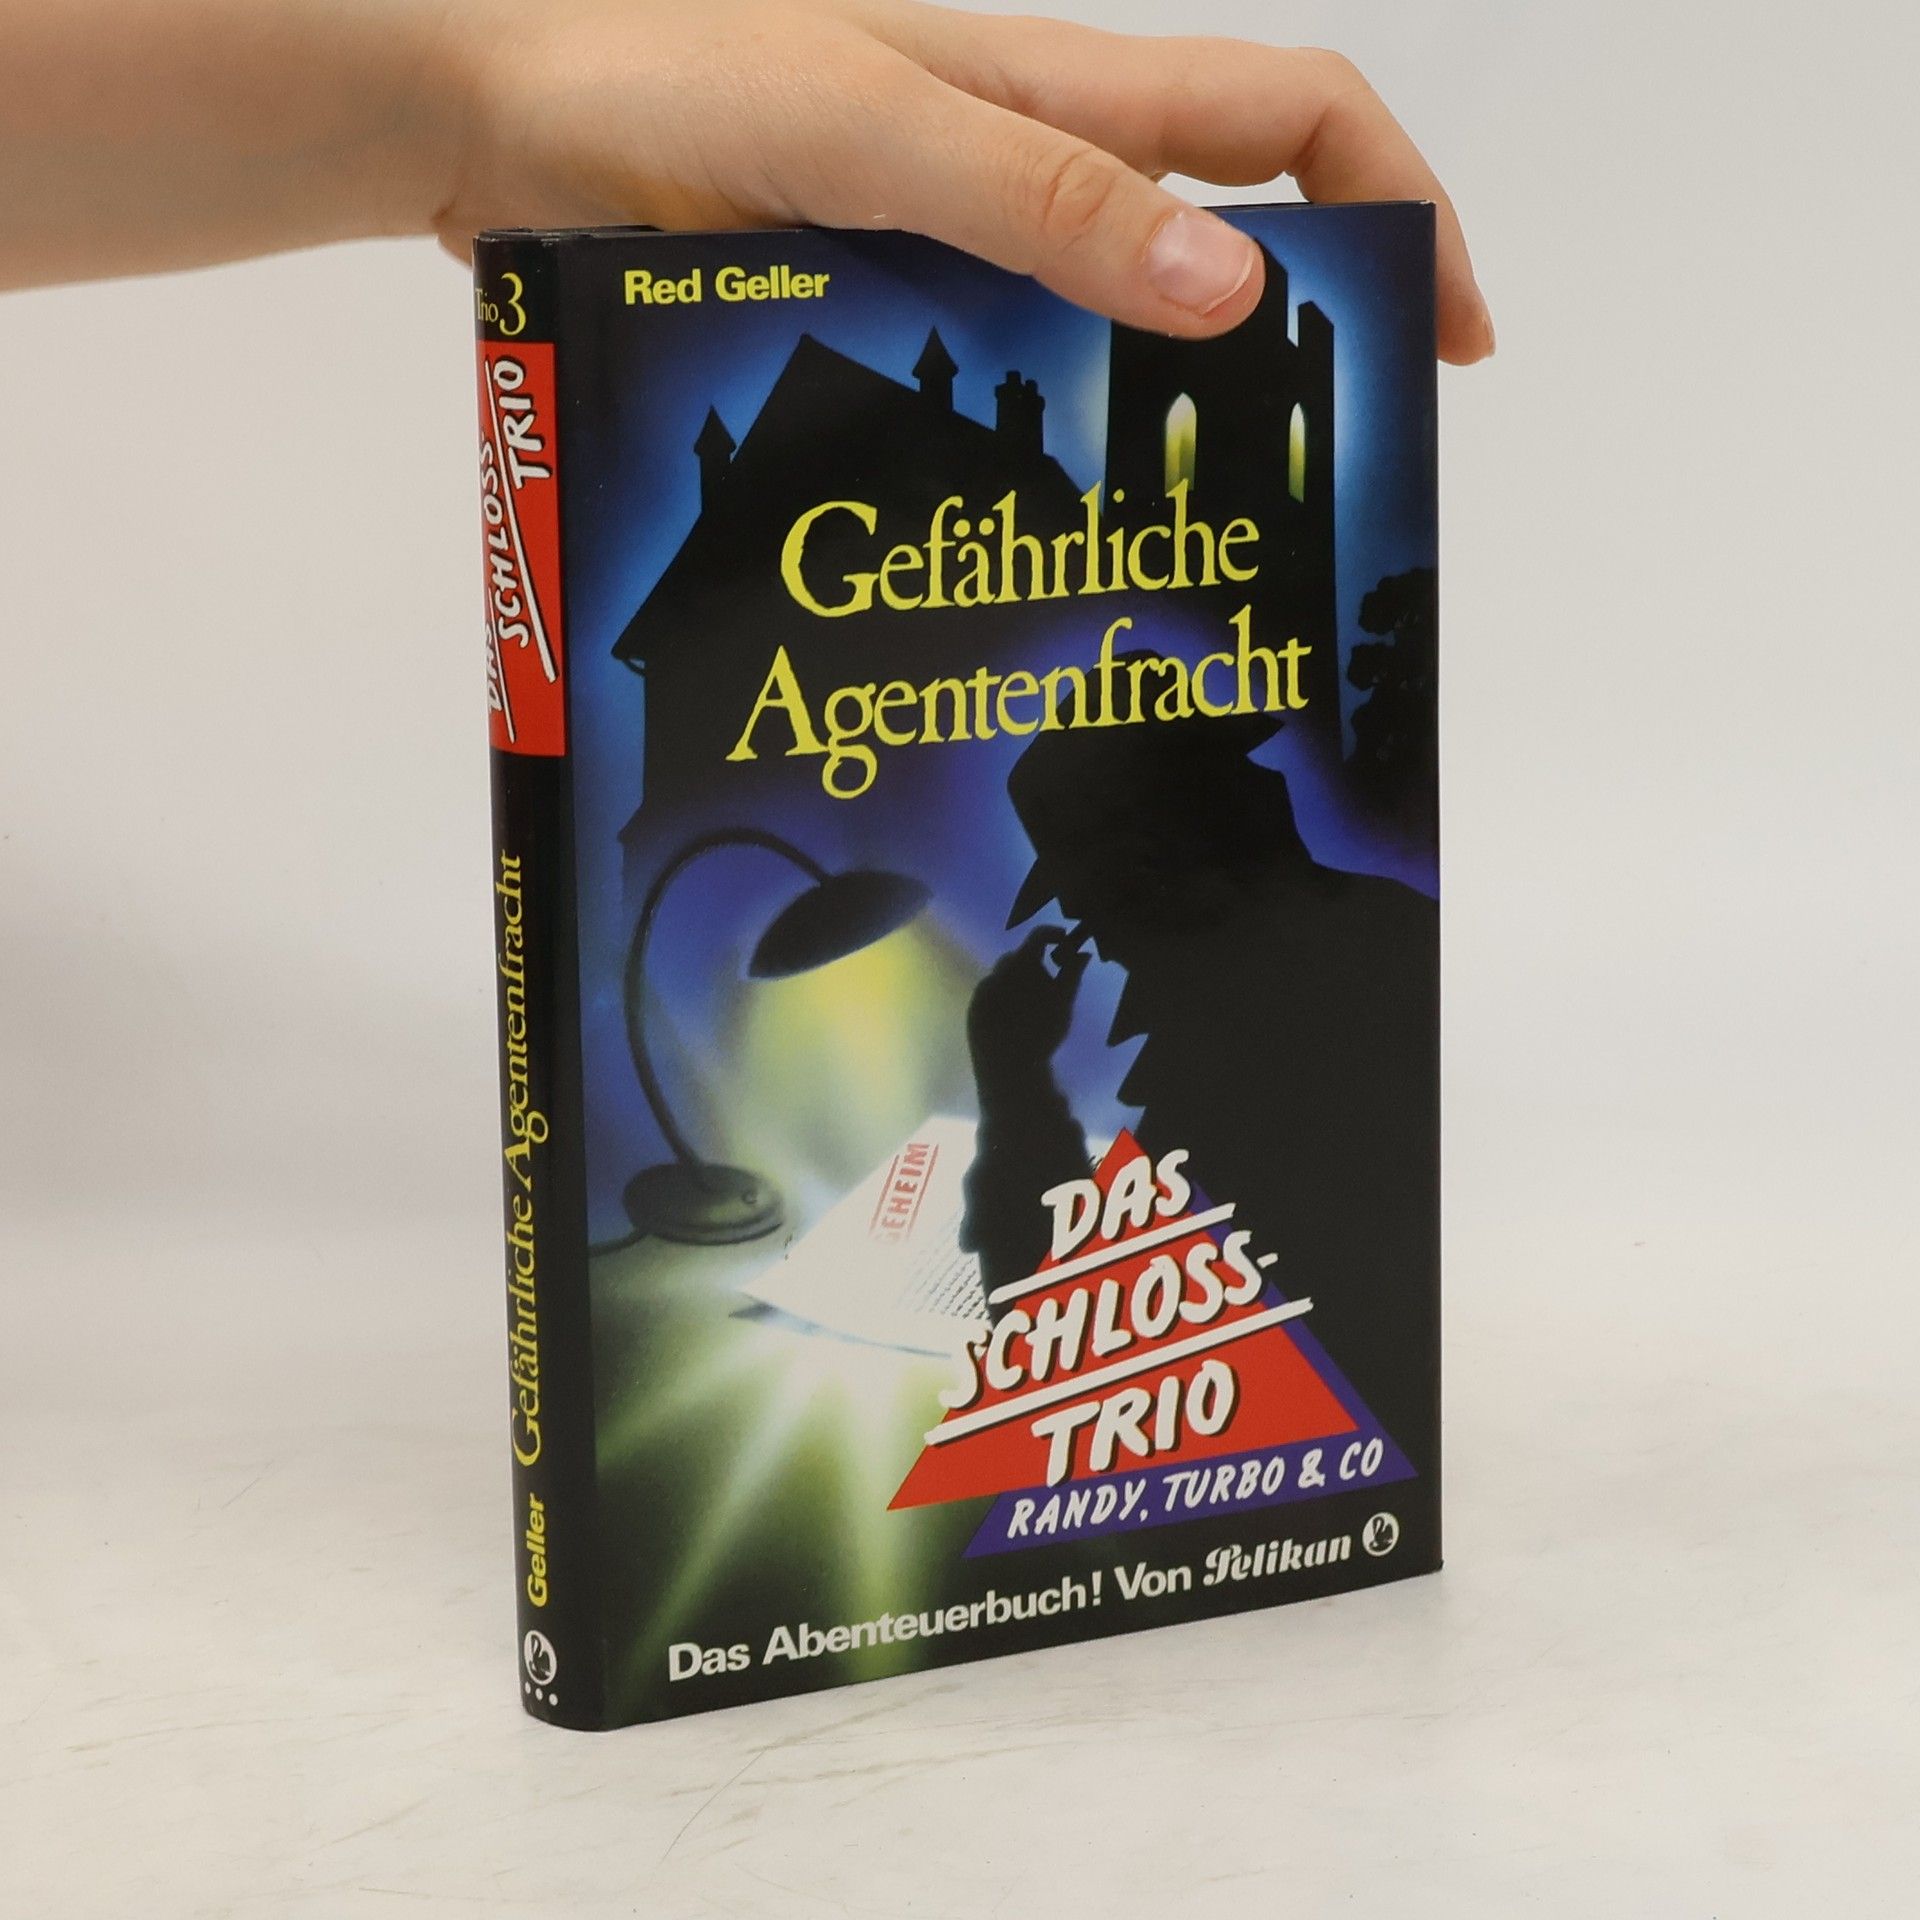 Trio 3
DAS SCHLOSS-
TRIO
Gefährliche Agentenfracht
Geller
Red Geller
Gefährliche
Agentenfracht
GEHEIM
DAS
SCHLOSS-
TRIO
RANDY, TURBO & CO
Das Abenteuerbuch! Von Pelikan